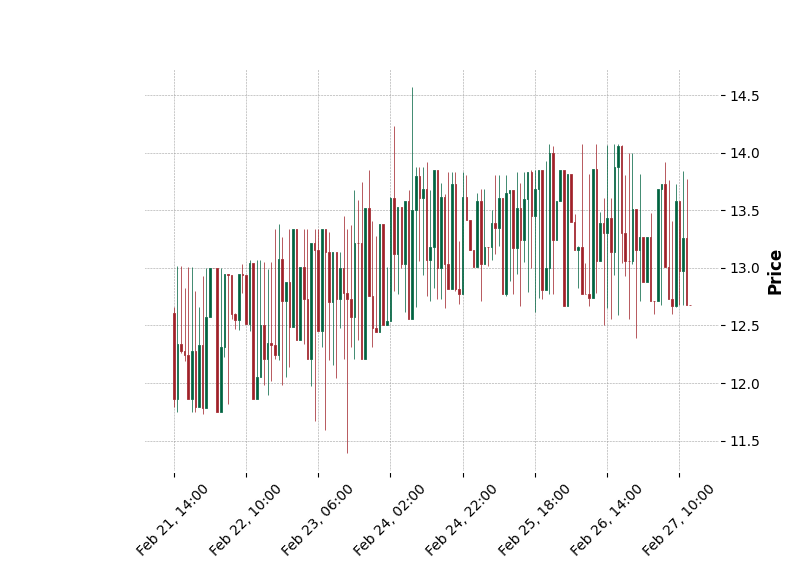 14.5
14.0
13.5
13.0
12.5
12.0
11.5
Price
Feb 21, 14:00
Feb 22, 10:00
Feb 23, 06:00
Feb 24, 02:00
Feb 24, 22:00
Feb 25, 18:00
Feb 26, 14:00
Feb 27, 10:00